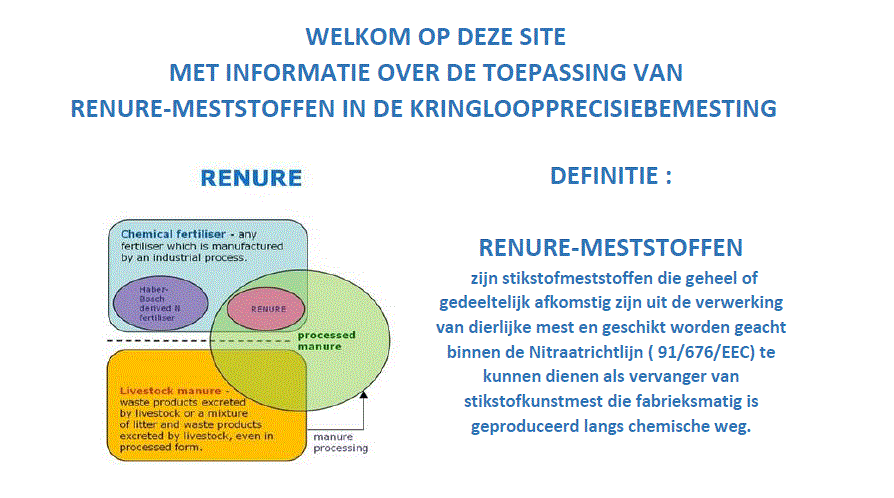 WELKOM OP DEZE SITE
MET INFORMATIE OVER DE TOEPASSING VAN
RENURE-MESTSTOFFEN IN DE KRINGLOOPPRECISIEBEMESTING
RENURE
Chemical fertiliser - any
fertiliser which is manufactured
by an industrial process.
Haber-
Bosch
derived N
fertiliser
RENURE
processed
manure
Livestock manure -
waste products excreted
by livestock or a mixture
of litter and waste products
excreted by livestock, even in
processed form.
manure
processing
DEFINITIE :
RENURE-MESTSTOFFEN
zijn stikstofmeststoffen die geheel of
gedeeltelijk afkomstig zijn uit de verwerking
van dierlijke mest en geschikt worden geacht
binnen de Nitraatrichtlijn ( 91/676/EEC) te
kunnen dienen als vervanger van
stikstofkunstmest die fabrieksmatig is
geproduceerd langs chemische weg.